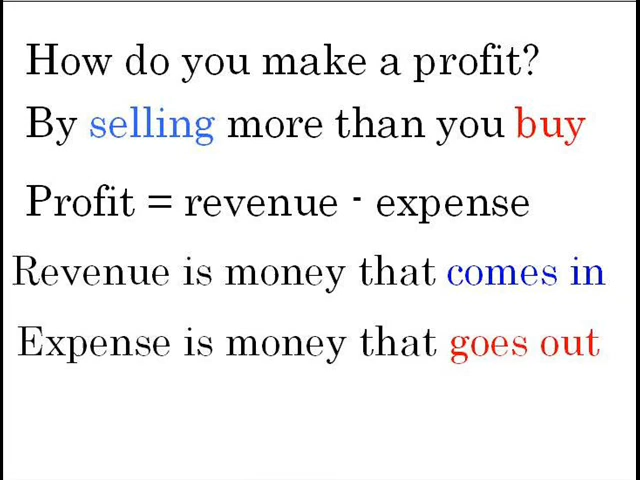 How do you make a profit?
By selling more than you buy
Profit = revenue - expense
Revenue is money that comes in
Expense is money that goes out